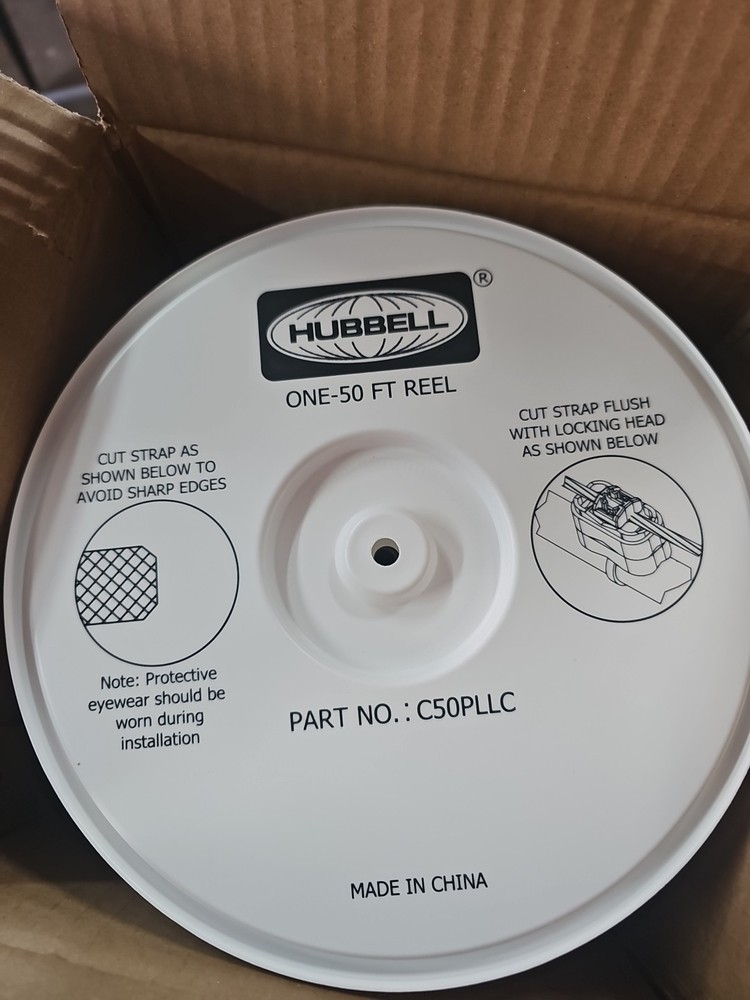 HUBBELL®
ONE-50 FT REEL
CUT STRAP AS
SHOWN BELOW TO
AVOID SHARP EDGES
Note: Protective
eyewear should be
worn during
installation
CUT STRAP FLUSH
WITH LOCKING HEAD
AS SHOWN BELOW
PART NO.: C50PLLC
MADE IN CHINA